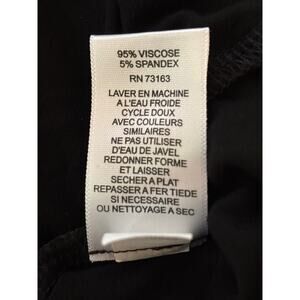 95% VISCOSE
5% SPANDEX
RN 73163
LAVER EN MACHINE
A L'EAU FROIDE
CYCLE DOUX
AVEC COULEURS
SIMILAIRES
NE PAS UTILISER
D'EAU DE JAVEL
REDONNER FORME
ET LAISSER
SECHER A PLAT
REPASSER A FER TIEDE
SI NECESSAIRE
OU NETTOYAGE A SEC